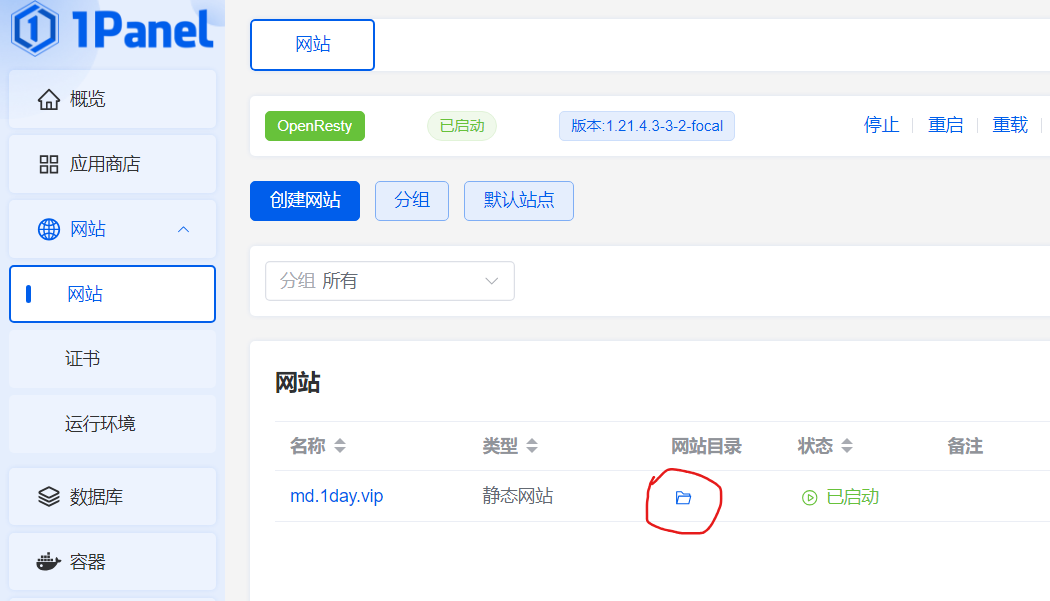 1Panel
概览
应用商店
网站
网站
证书
运行环境
数据库
容器
网站
OpenResty 已启动 版本:1.21.4.3-3-2-focal 停止 重启 重载
创建网站 分组 默认站点
分组 所有
网站
名称 类型 网站目录 状态 备注
md.1day.vip 静态网站 已启动